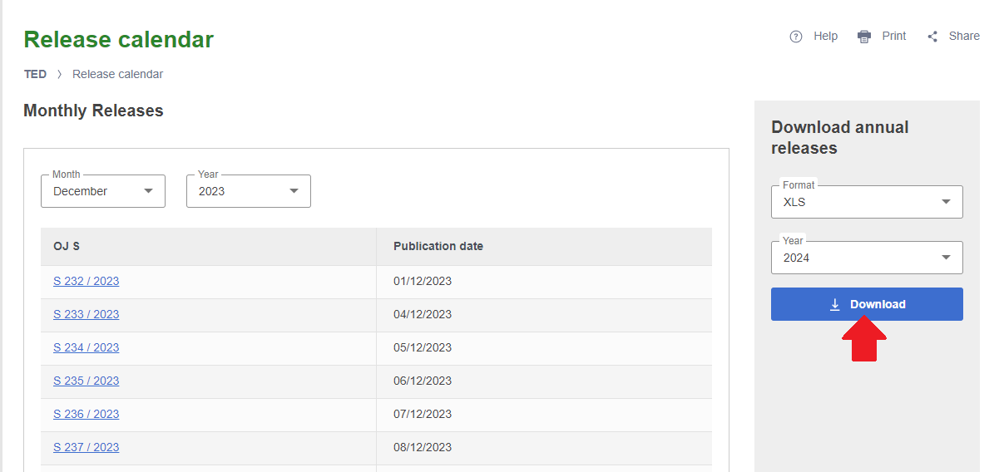 Release calendar
Help Print Share
TED > Release calendar
Monthly Releases
Month
December
Year
2023
OJ S Publication date
S 232 / 2023 01/12/2023
S 233 / 2023 04/12/2023
S 234 / 2023 05/12/2023
S 235 / 2023 06/12/2023
S 236 / 2023 07/12/2023
S 237 / 2023 08/12/2023
Download annual
releases
Format
XLS
Year
2024
Download